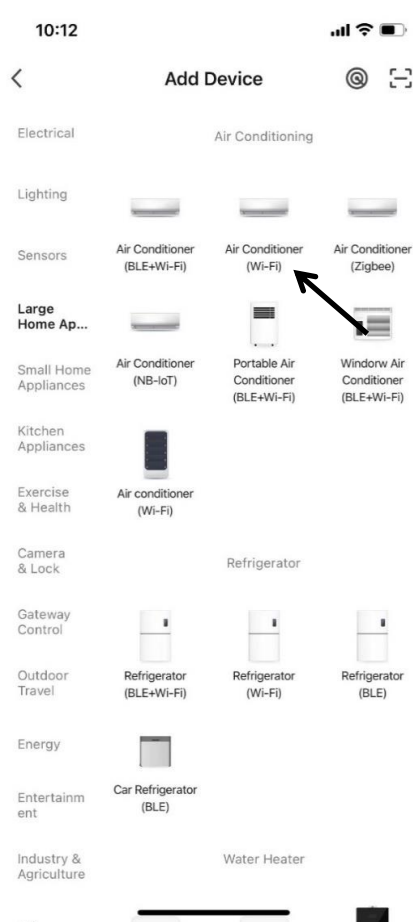 10:12
Add Device
Electrical
Lighting
Sensors
Large
Home Ap...
Small Home
Appliances
Kitchen
Appliances
Exercise
& Health
Camera
& Lock
Gateway
Control
Outdoor
Travel
Energy
Entertainm
ent
Industry &
Agriculture
Air Conditioning
Air Conditioner
(BLE+Wi-Fi)
Air Conditioner
(Wi-Fi)
Air Conditioner
(Zigbee)
Air Conditioner
(NB-IoT)
Portable Air
Conditioner
(BLE+Wi-Fi)
Windorw Air
Conditioner
(BLE+Wi-Fi)
Air conditioner
(Wi-Fi)
Refrigerator
Refrigerator
(BLE+Wi-Fi)
Refrigerator
(Wi-Fi)
Refrigerator
(BLE)
Car Refrigerator
(BLE)
Water Heater